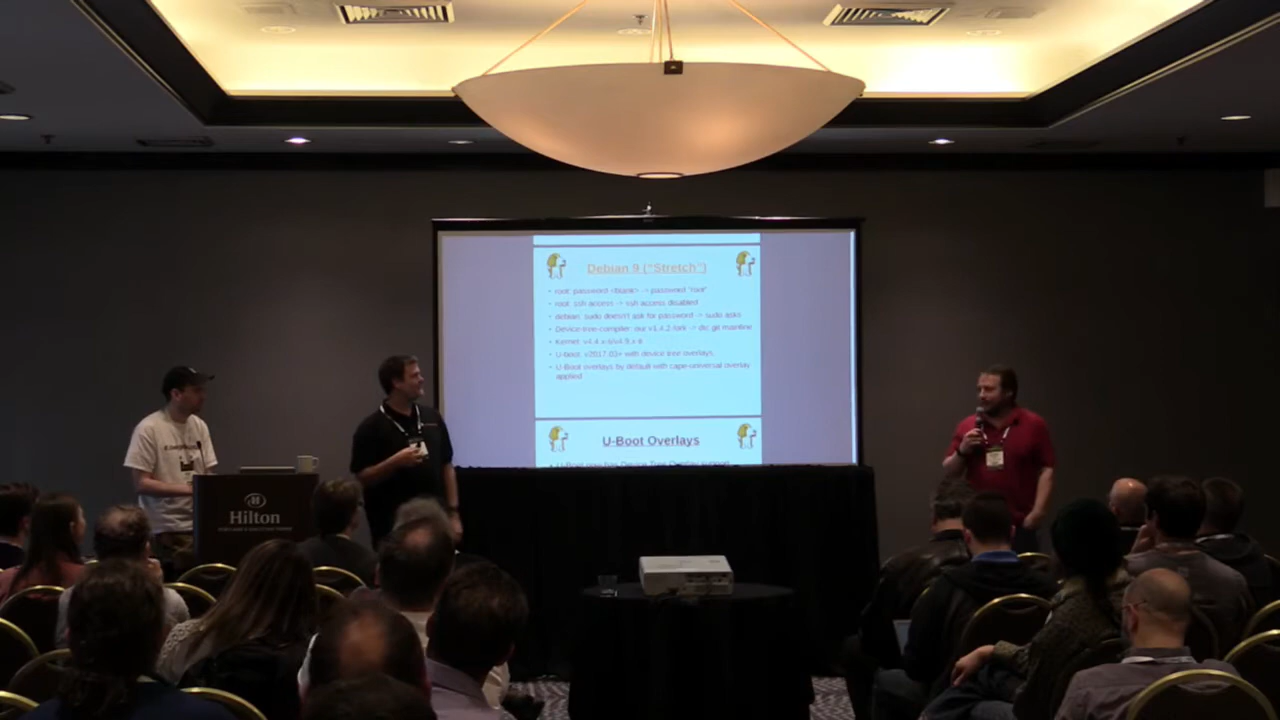 Debian 9 ("Stretch")
• root: password <blank> -> password 'root'
• root: ssh access -> ssh access disabled
• debian: sudo doesn't ask for password -> sudo asks
• Device-tree-compiler: our v1.4.2 fork -> dtc git mainline
• Kernel: v4.4.x-ti/v4.9.x-ti
• U-boot: v2017.03+ with device tree overlays,
• U-Boot overlays by default with cape-universal overlay
applied
U-Boot Overlays
Hilton